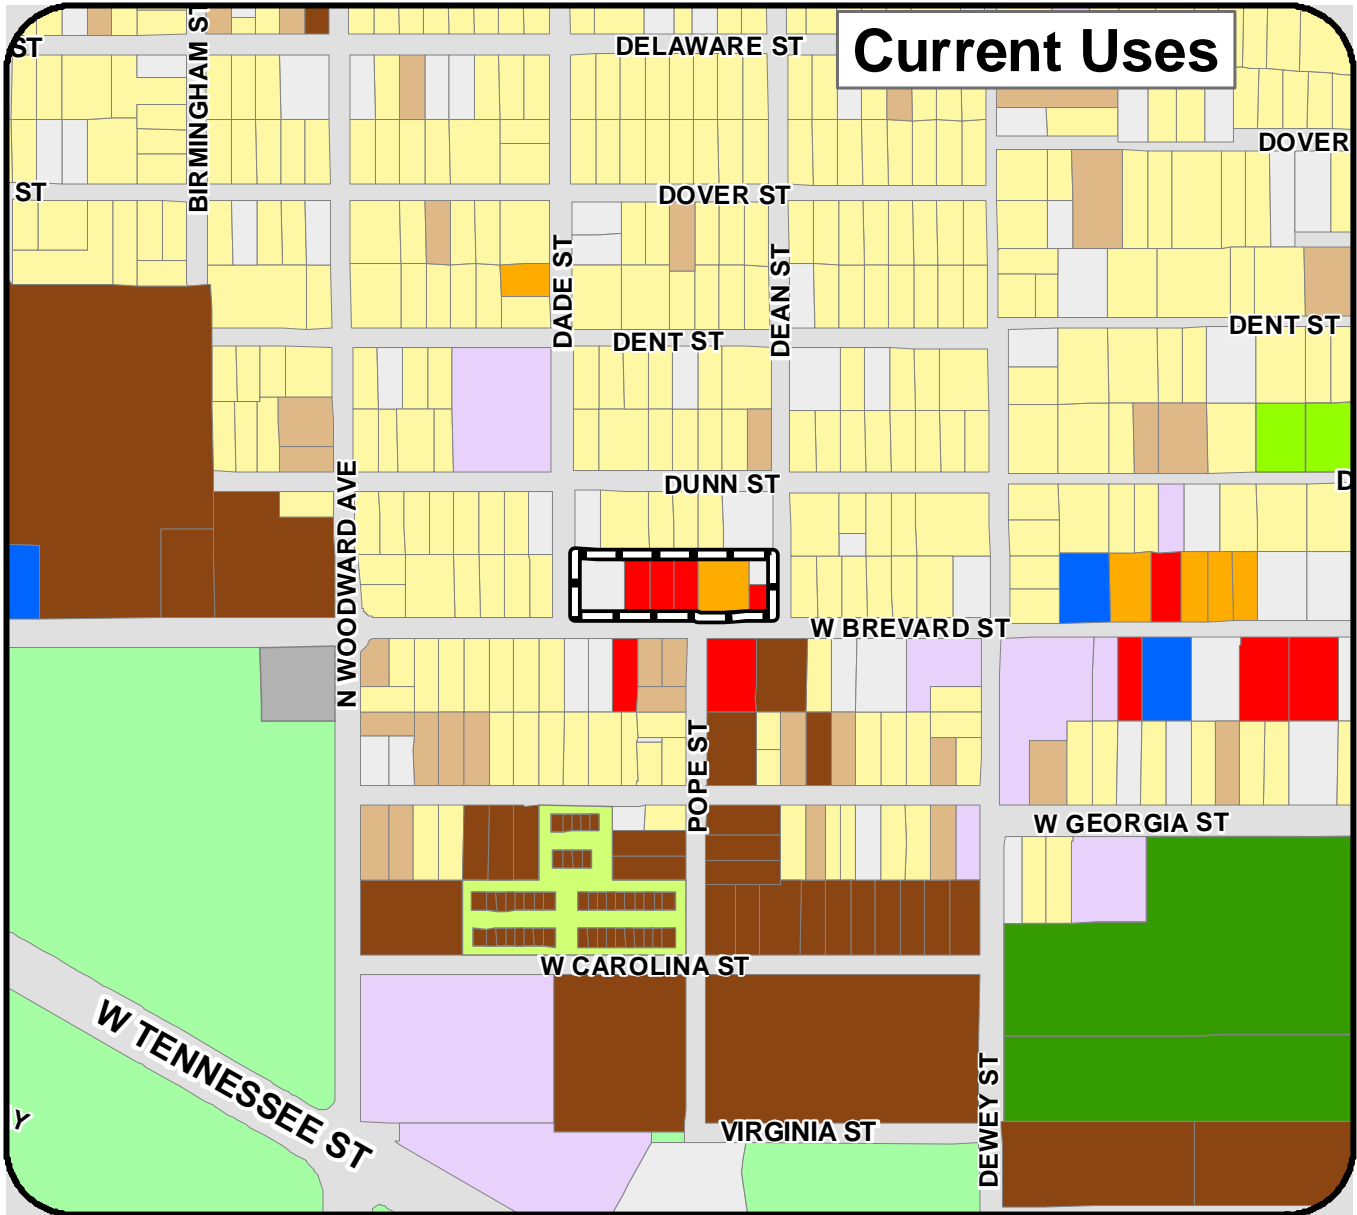 Current Uses
ST
BIRMINGHAM ST
DELAWARE ST
DOVER
ST
DOVER ST
DADE ST
DEAN ST
DENT ST
DENT ST
DUNN ST
D
N WOODWARD AVE
W BREVARD ST
POPE ST
W GEORGIA ST
W CAROLINA ST
W TENNESSEE ST
DEWEY ST
VIRGINIA ST
Y